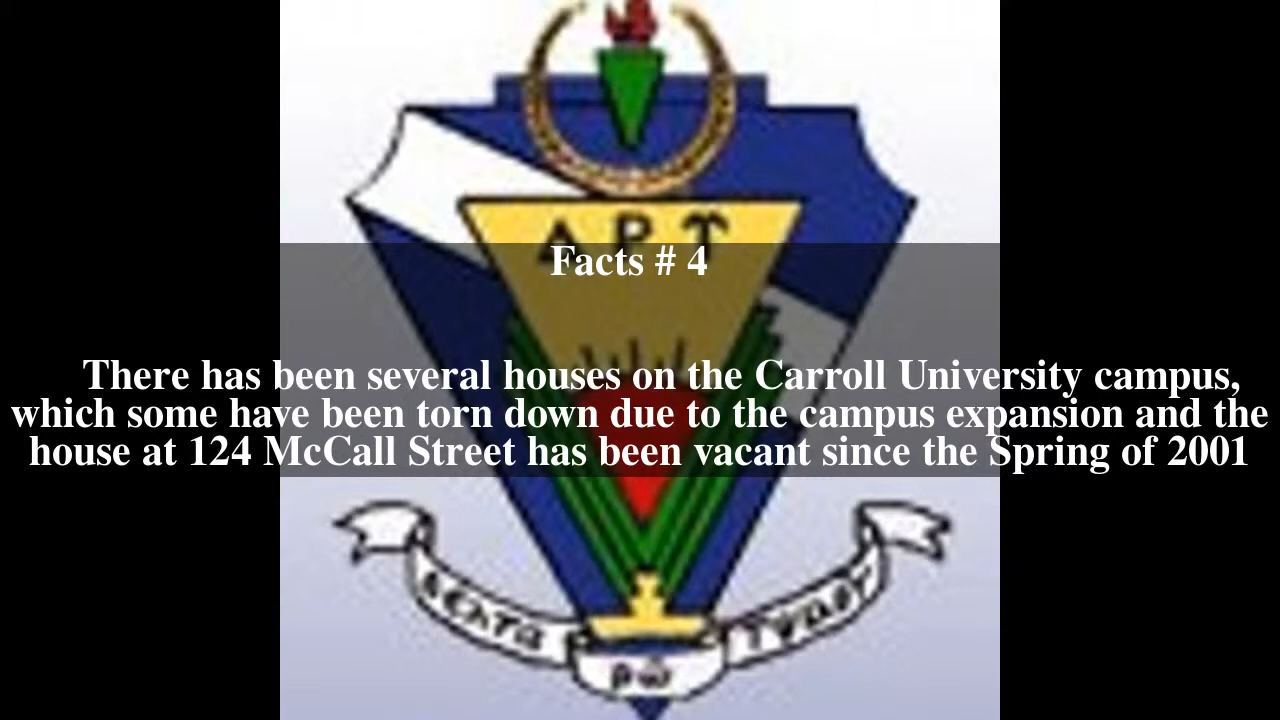 Δ Ρ Υ
Facts # 4
There has been several houses on the Carroll University campus,
which some have been torn down due to the campus expansion and the
house at 124 McCall Street has been vacant since the Spring of 2001